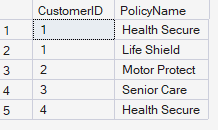 CustomerID PolicyName
1 1 Health Secure
2 1 Life Shield
3 2 Motor Protect
4 3 Senior Care
5 4 Health Secure